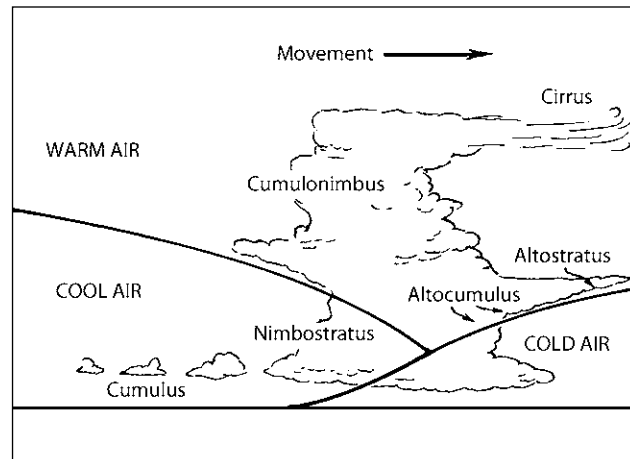 Movement
Cirrus
WARM AIR
Cumulonimbus
Altostratus
COOL AIR
Altocumulus
Nimbostratus
COLD AIR
Cumulus